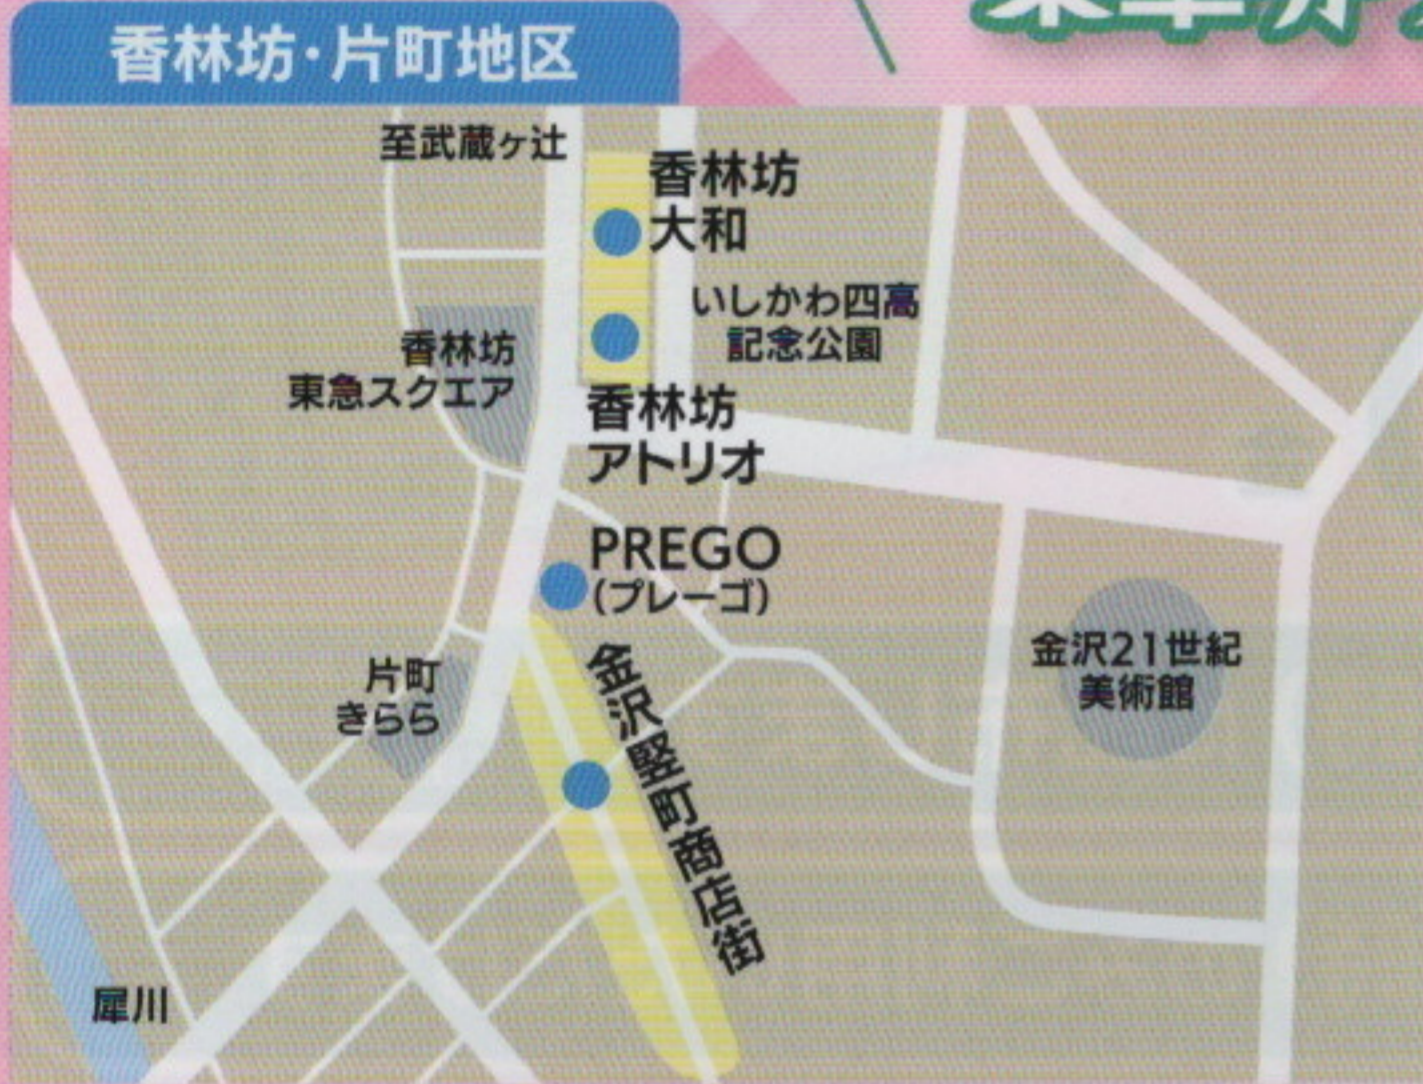 香林坊・片町地区
至武蔵ヶ辻
香林坊
大和
いしかわ四高
記念公園
香林坊
東急スクエア
香林坊
アトリオ
PREGO
(プレーゴ)
片町
きらら
金沢竪町商店街
金沢21世紀
美術館
犀川